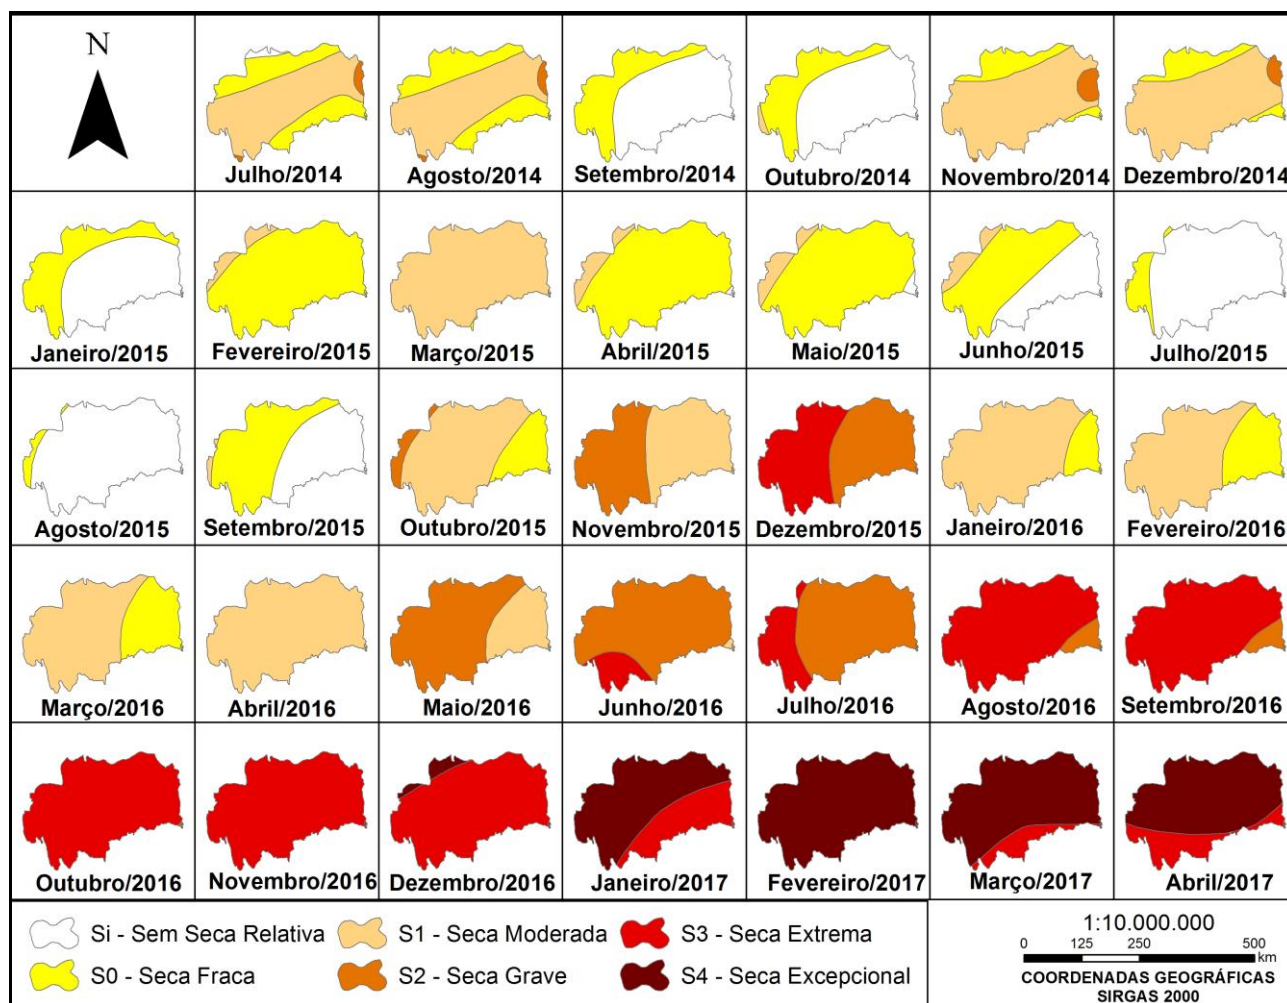 N
Julho/2014
Agosto/2014
Setembro/2014
Outubro/2014
Novembro/2014
Dezembro/2014
Janeiro/2015
Fevereiro/2015
Março/2015
Abril/2015
Maio/2015
Junho/2015
Julho/2015
Agosto/2015
Setembro/2015
Outubro/2015
Novembro/2015
Dezembro/2015
Janeiro/2016
Fevereiro/2016
Março/2016
Abril/2016
Maio/2016
Junho/2016
Julho/2016
Agosto/2016
Setembro/2016
Outubro/2016
Novembro/2016
Dezembro/2016
Janeiro/2017
Fevereiro/2017
Março/2017
Abril/2017
Si - Sem Seca Relativa
S1 - Seca Moderada
S3 - Seca Extrema
S0 - Seca Fraca
S2 - Seca Grave
S4 - Seca Excepcional
1:10.000.000
0 125 250 500
km
COORDENADAS GEOGRÁFICAS
SIRGAS 2000